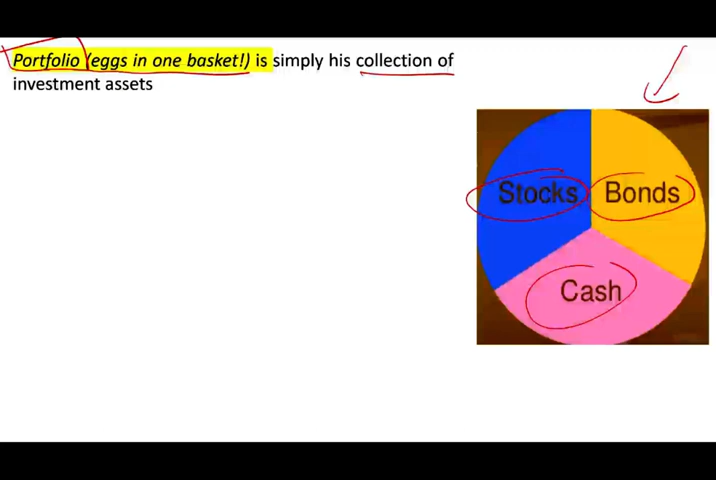 Portfolio (eggs in one basket!) is simply his collection of
investment assets
Stocks
Bonds
Cash